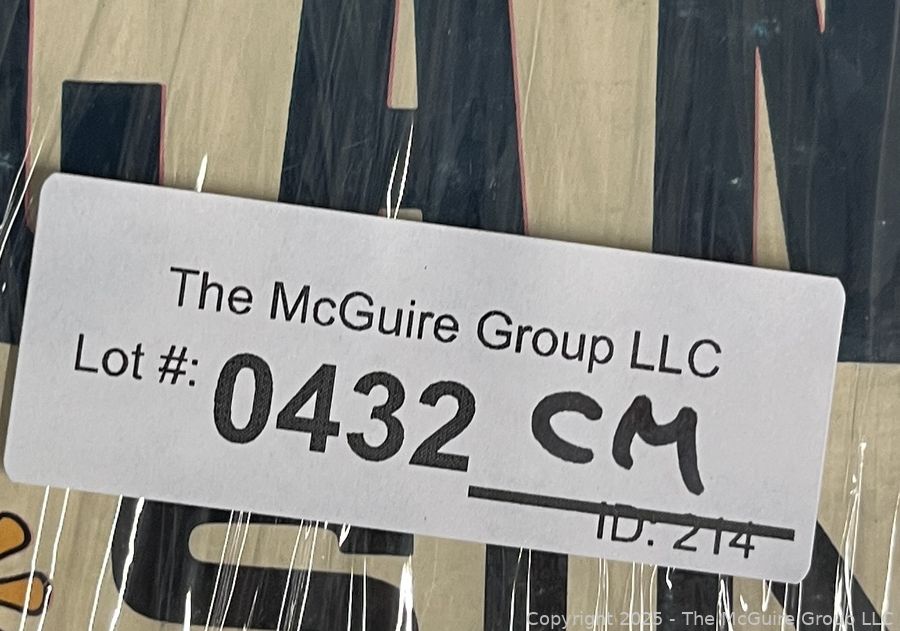 The McGuire Group LLC
Lot #: 0432 CM
ID: 214
Copyright 2025 - The McGuire Group LLC